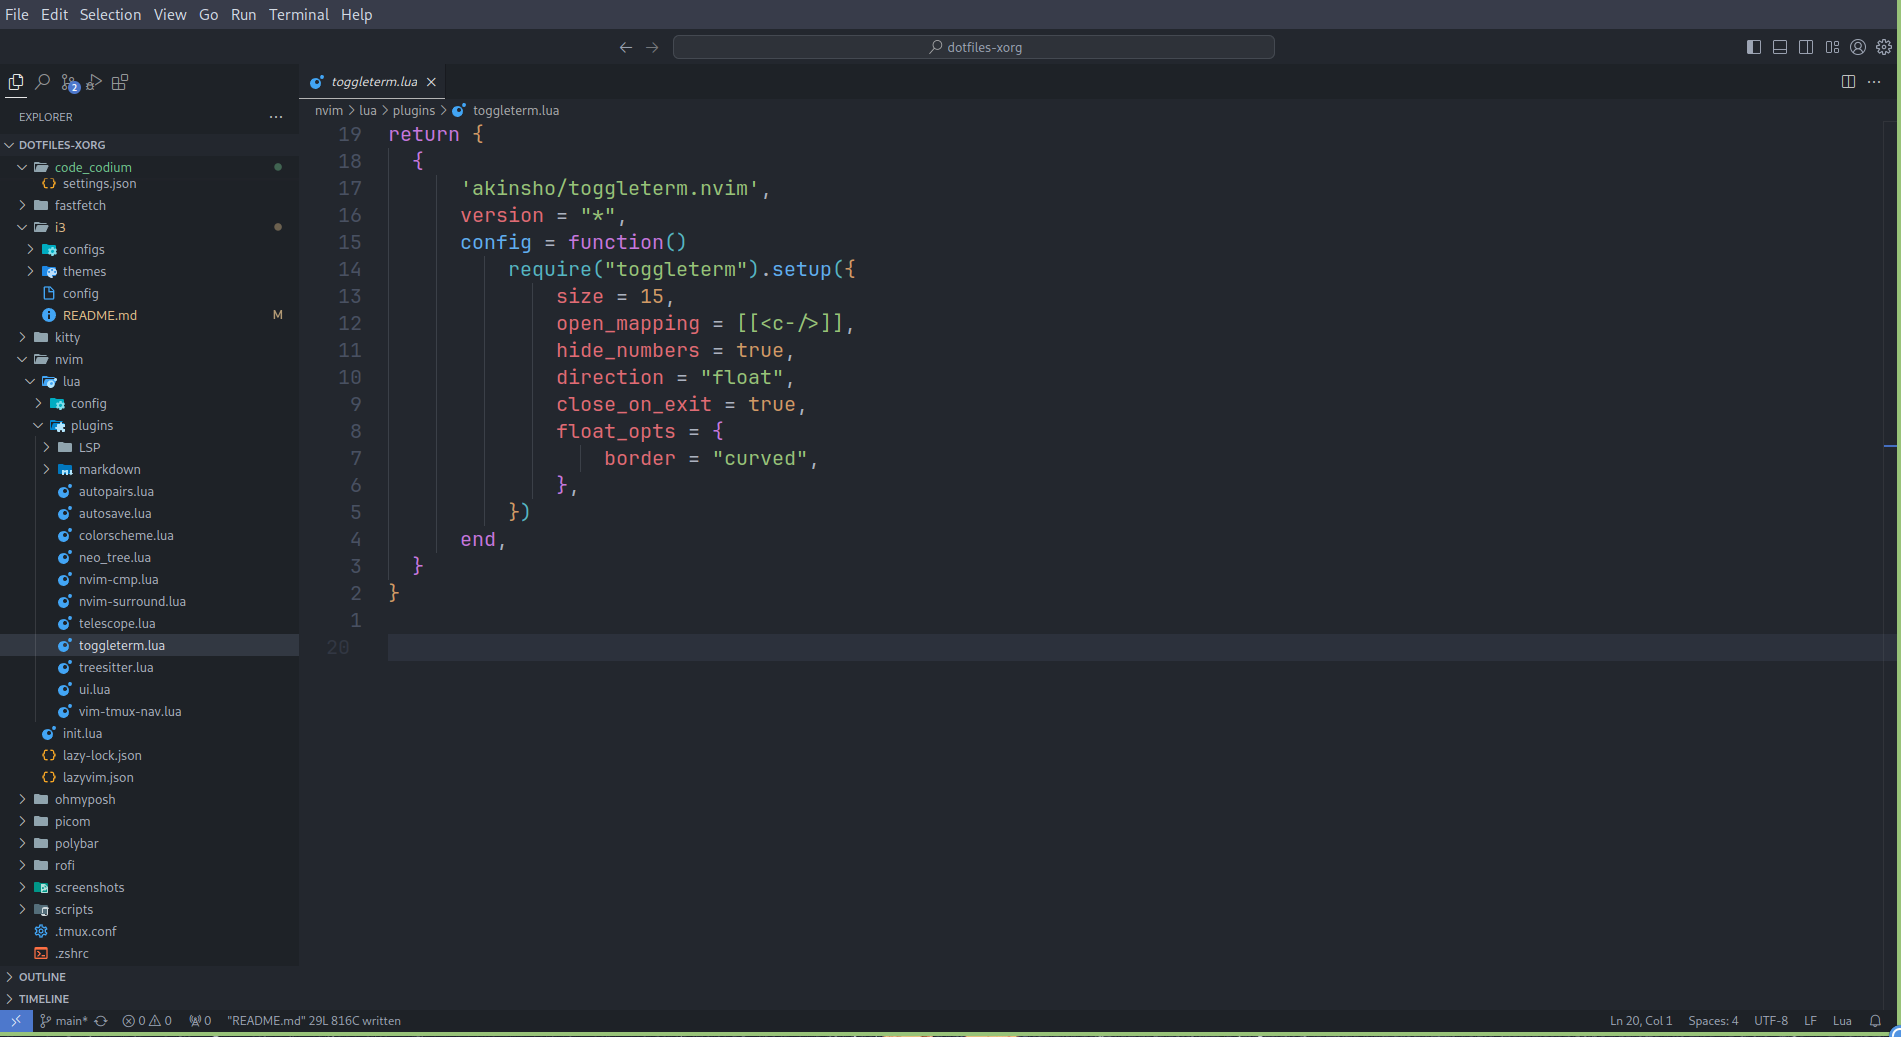 File Edit Selection View Go Run Terminal Help
dotfiles-xorg
2
EXPLORER
DOTFILES-XORG
code_codium
settings.json
fastfetch
i3
configs
themes
config
README.md M
kitty
nvim
lua
config
plugins
LSP
markdown
autopairs.lua
autosave.lua
colorscheme.lua
neo_tree.lua
nvim-cmp.lua
nvim-surround.lua
telescope.lua
toggleterm.lua
treesitter.lua
ui.lua
vim-tmux-nav.lua
init.lua
lazy-lock.json
lazyvim.json
ohmyposh
picom
polybar
rofi
screenshots
scripts
.tmux.conf
.zshrc
OUTLINE
TIMELINE
toggleterm.lua
nvim > lua > plugins > toggleterm.lua
19 return {
18 {
17 'akinsho/toggleterm.nvim',
16 version = "*",
15 config = function()
14 require("toggleterm").setup({
13 size = 15,
12 open_mapping = [[<c-/>]],
11 hide_numbers = true,
10 direction = "float",
9 close_on_exit = true,
8 float_opts = {
7 border = "curved",
6 },
5 })
4 end,
3 }
2 }
1
20
main* 0 0 0 "README.md" 29L 816C written Ln 20, Col 1 Spaces: 4 UTF-8 LF Lua